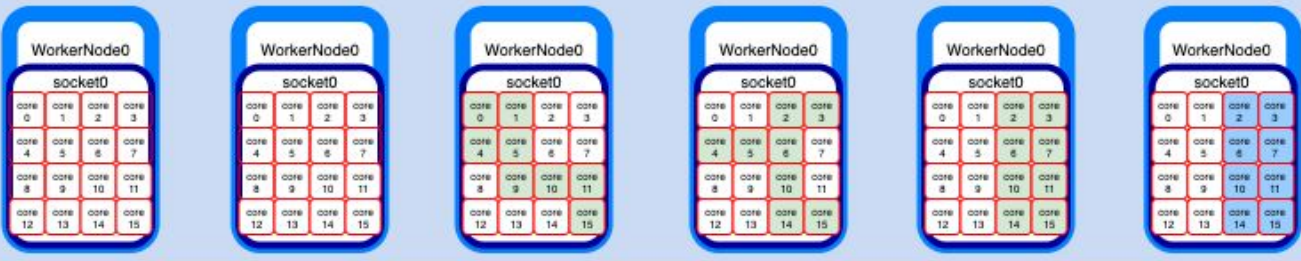 WorkerNode0 WorkerNode0 WorkerNode0 WorkerNode0 WorkerNode0 WorkerNode0
socket0 socket0 socket0 socket0 socket0 socket0
core core core core core core core core core core core core core core core core core core core core core core core core
0 1 2 3 0 1 2 3 0 1 2 3 0 1 2 3 0 1 2 3 0 1 2 3
core core core core core core core core core core core core core core core core core core core core core core core core
4 5 6 7 4 5 6 7 4 5 6 7 4 5 6 7 4 5 6 7 4 5 6 7
core core core core core core core core core core core core core core core core core core core core core core core core
8 9 10 11 8 9 10 11 8 9 10 11 8 9 10 11 8 9 10 11 8 9 10 11
core core core core core core core core core core core core core core core core core core core core core core core core
12 13 14 15 12 13 14 15 12 13 14 15 12 13 14 15 12 13 14 15 12 13 14 15